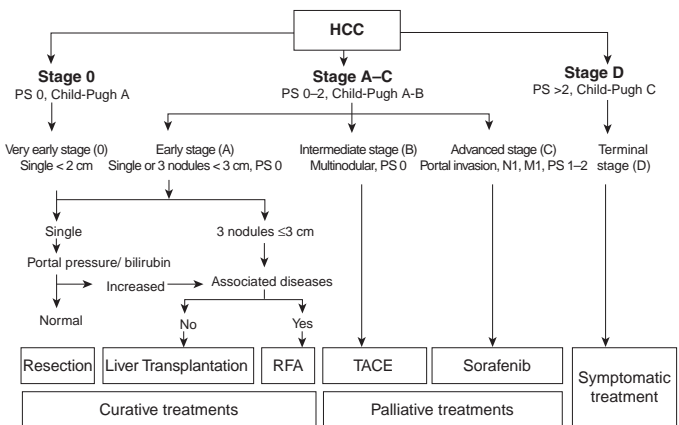 HCC
Stage 0
PS 0, Child-Pugh A
Stage A–C
PS 0–2, Child-Pugh A-B
Stage D
PS >2, Child-Pugh C
Very early stage (0)
Single < 2 cm
Early stage (A)
Single or 3 nodules < 3 cm, PS 0
Intermediate stage (B)
Multinodular, PS 0
Advanced stage (C)
Portal invasion, N1, M1, PS 1–2
Terminal
stage (D)
Single
3 nodules ≤3 cm
Portal pressure/ bilirubin
Increased
Associated diseases
Normal
No
Yes
Resection
Liver Transplantation
RFA
TACE
Sorafenib
Symptomatic
treatment
Curative treatments
Palliative treatments